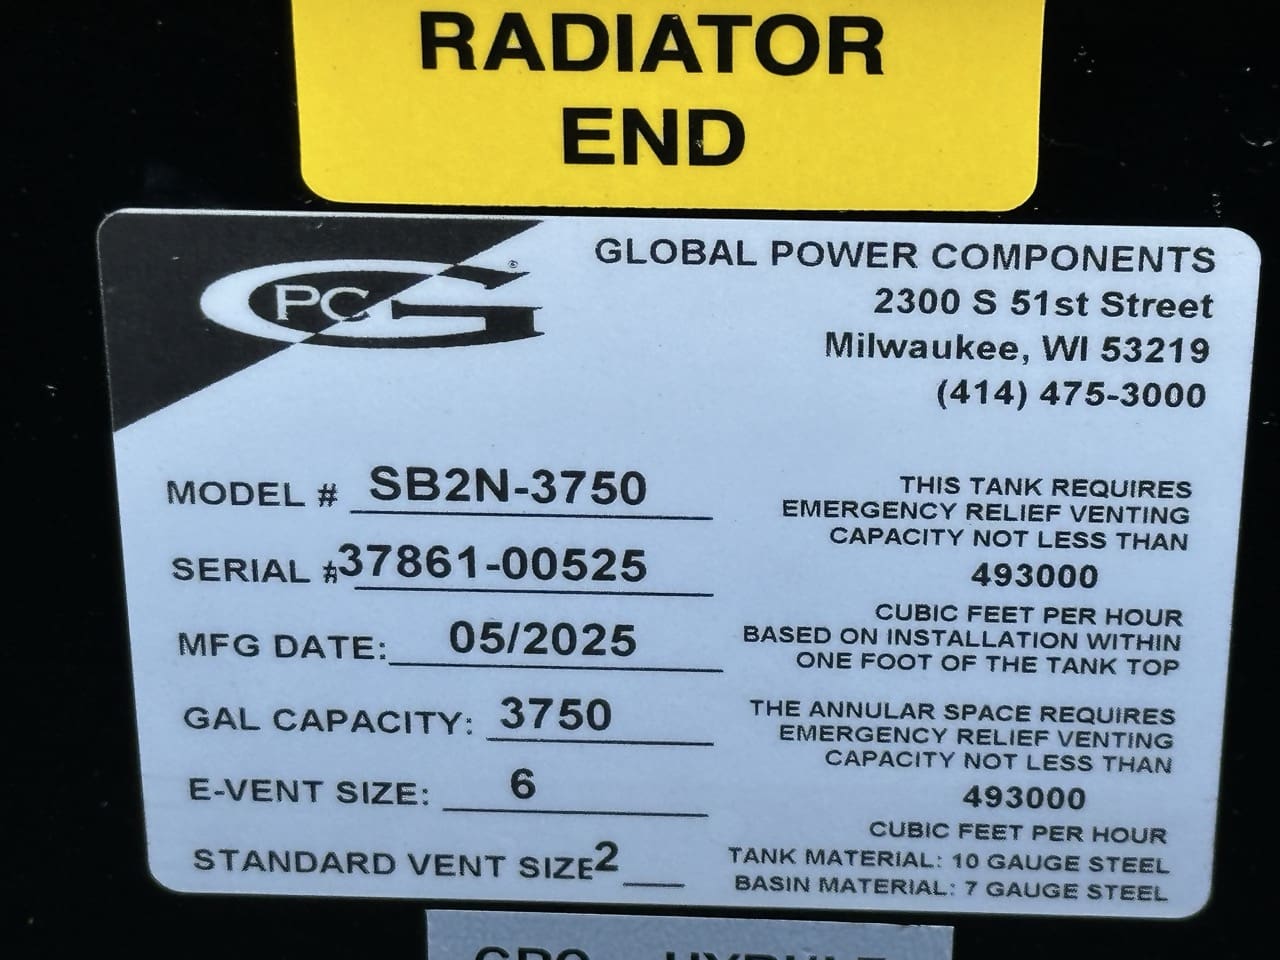 RADIATOR
END
PCG®
GLOBAL POWER COMPONENTS
2300 S 51st Street
Milwaukee, WI 53219
(414) 475-3000
MODEL # SB2N-3750
SERIAL #37861-00525
MFG DATE: 05/2025
GAL CAPACITY: 3750
E-VENT SIZE: 6
STANDARD VENT SIZE 2
THIS TANK REQUIRES
EMERGENCY RELIEF VENTING
CAPACITY NOT LESS THAN
493000
CUBIC FEET PER HOUR
BASED ON INSTALLATION WITHIN
ONE FOOT OF THE TANK TOP
THE ANNULAR SPACE REQUIRES
EMERGENCY RELIEF VENTING
CAPACITY NOT LESS THAN
493000
CUBIC FEET PER HOUR
TANK MATERIAL: 10 GAUGE STEEL
BASIN MATERIAL: 7 GAUGE STEEL